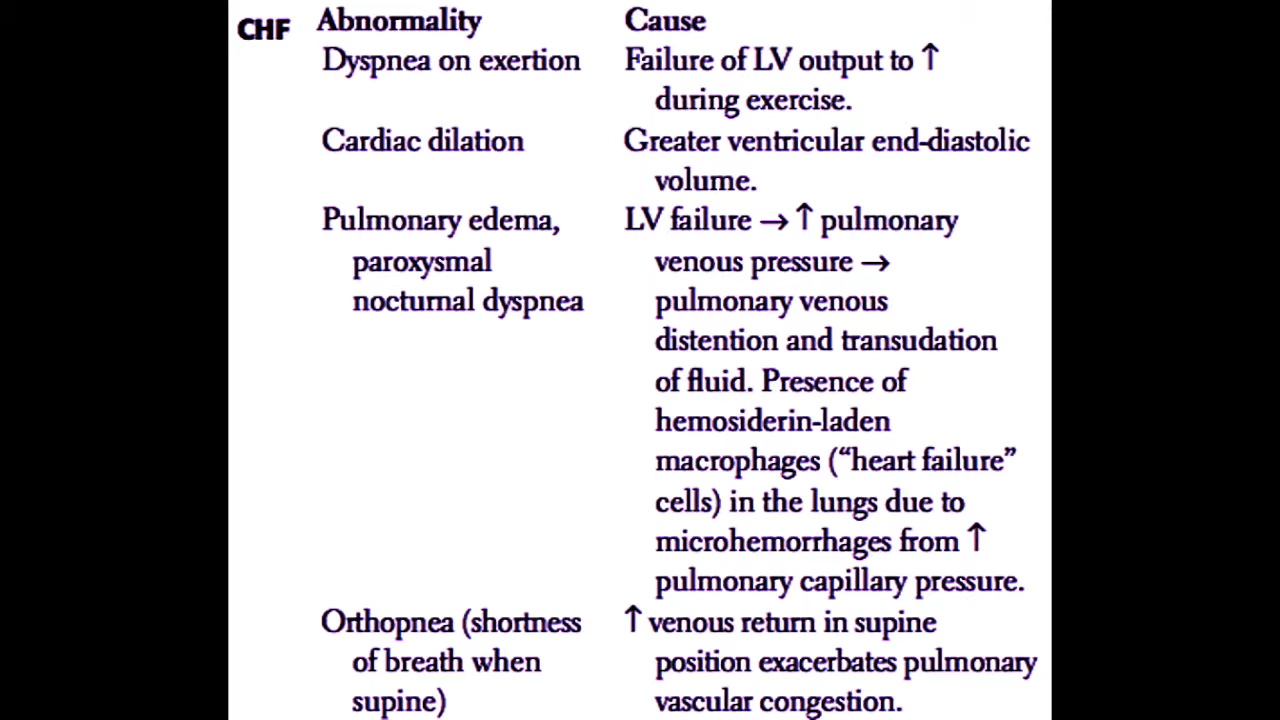 CHF Abnormality Cause
Dyspnea on exertion Failure of LV output to ↑
during exercise.
Cardiac dilation Greater ventricular end-diastolic
volume.
Pulmonary edema, LV failure → ↑ pulmonary
paroxysmal venous pressure →
nocturnal dyspnea pulmonary venous
distention and transudation
of fluid. Presence of
hemosiderin-laden
macrophages (“heart failure”
cells) in the lungs due to
microhemorrhages from ↑
pulmonary capillary pressure.
Orthopnea (shortness ↑ venous return in supine
of breath when position exacerbates pulmonary
supine) vascular congestion.